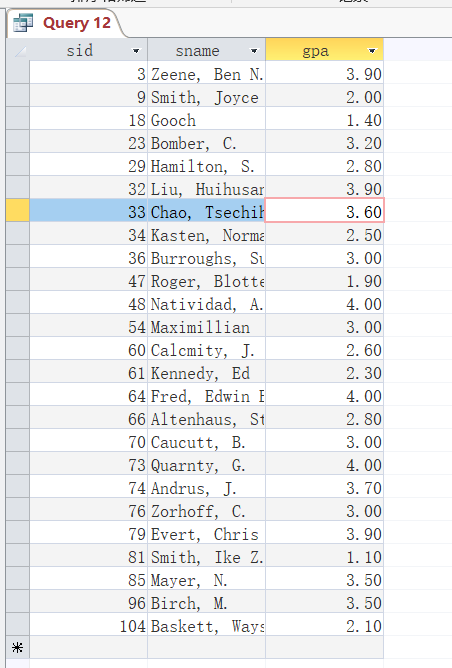 Query 12
sid sname gpa
3 Zeene, Ben N. 3.90
9 Smith, Joyce 2.00
18 Gooch 1.40
23 Bomber, C. 3.20
29 Hamilton, S. 2.80
32 Liu, Huihusan 3.90
33 Chao, Tsechih 3.60
34 Kasten, Norma 2.50
36 Burroughs, Su 3.00
47 Roger, Blotte 1.90
48 Natividad, A. 4.00
54 Maximillian 3.00
60 Calcmity, J. 2.60
61 Kennedy, Ed 2.30
64 Fred, Edwin 4.00
66 Altenhaus, St 2.80
70 Caucutt, B. 3.00
73 Quarnty, G. 4.00
74 Andrus, J. 3.70
76 Zorhoff, C. 3.00
79 Evert, Chris 3.90
81 Smith, Ike Z. 1.10
85 Mayer, N. 3.50
96 Birch, M. 3.50
104 Baskett, Ways 2.10